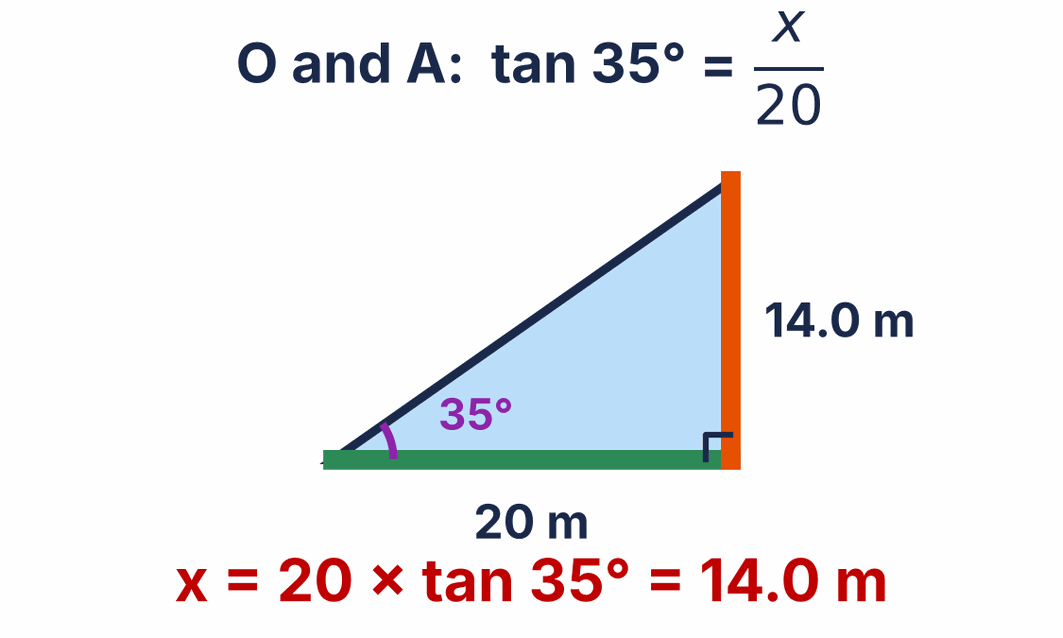 O and A: tan 35° = x/20
14.0 m
35°
20 m
x = 20 × tan 35° = 14.0 m